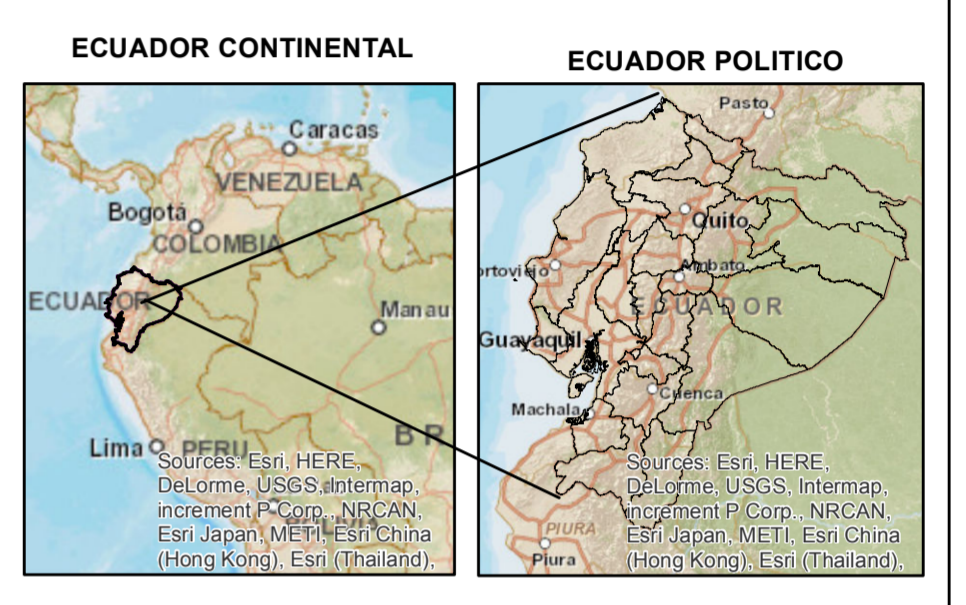 ECUADOR CONTINENTAL
Caracas
VENEZUELA
Bogotá
COLOMBIA
ECUADOR
Manau
Lima
PERU
BR
BOLIVI
Sources: Esri, HERE,
DeLorme, USGS, Intermap,
increment P Corp., NRCAN,
Esri Japan, METI, Esri China
(Hong Kong), Esri (Thailand),
ECUADOR POLITICO
Pasto
Quito
ortoviejo
Ambato
ECUADOR
Guayaquil
Cuenca
Machala
PIURA
Piura
Sources: Esri, HERE,
DeLorme, USGS, Intermap,
increment P Corp., NRCAN,
Esri Japan, METI, Esri China
(Hong Kong), Esri (Thailand),